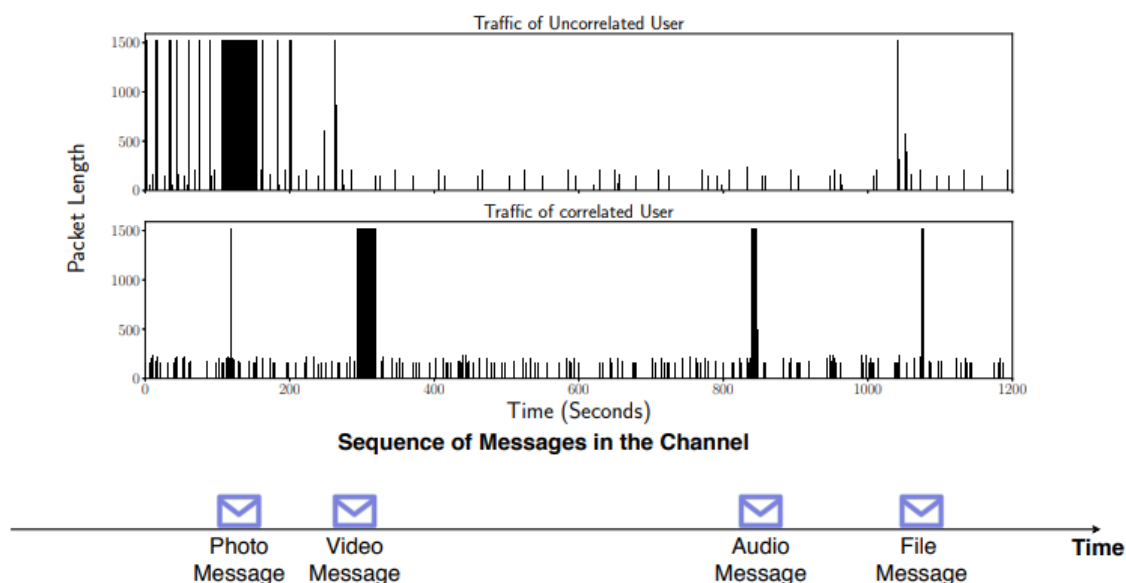 Traffic of Uncorrelated User
1500
1000
500
0
Packet Length
Traffic of correlated User
1500
1000
500
0
0 200 400 600 800 1000 1200
Time (Seconds)
Sequence of Messages in the Channel
Photo Message
Video Message
Audio Message
File Message
Time